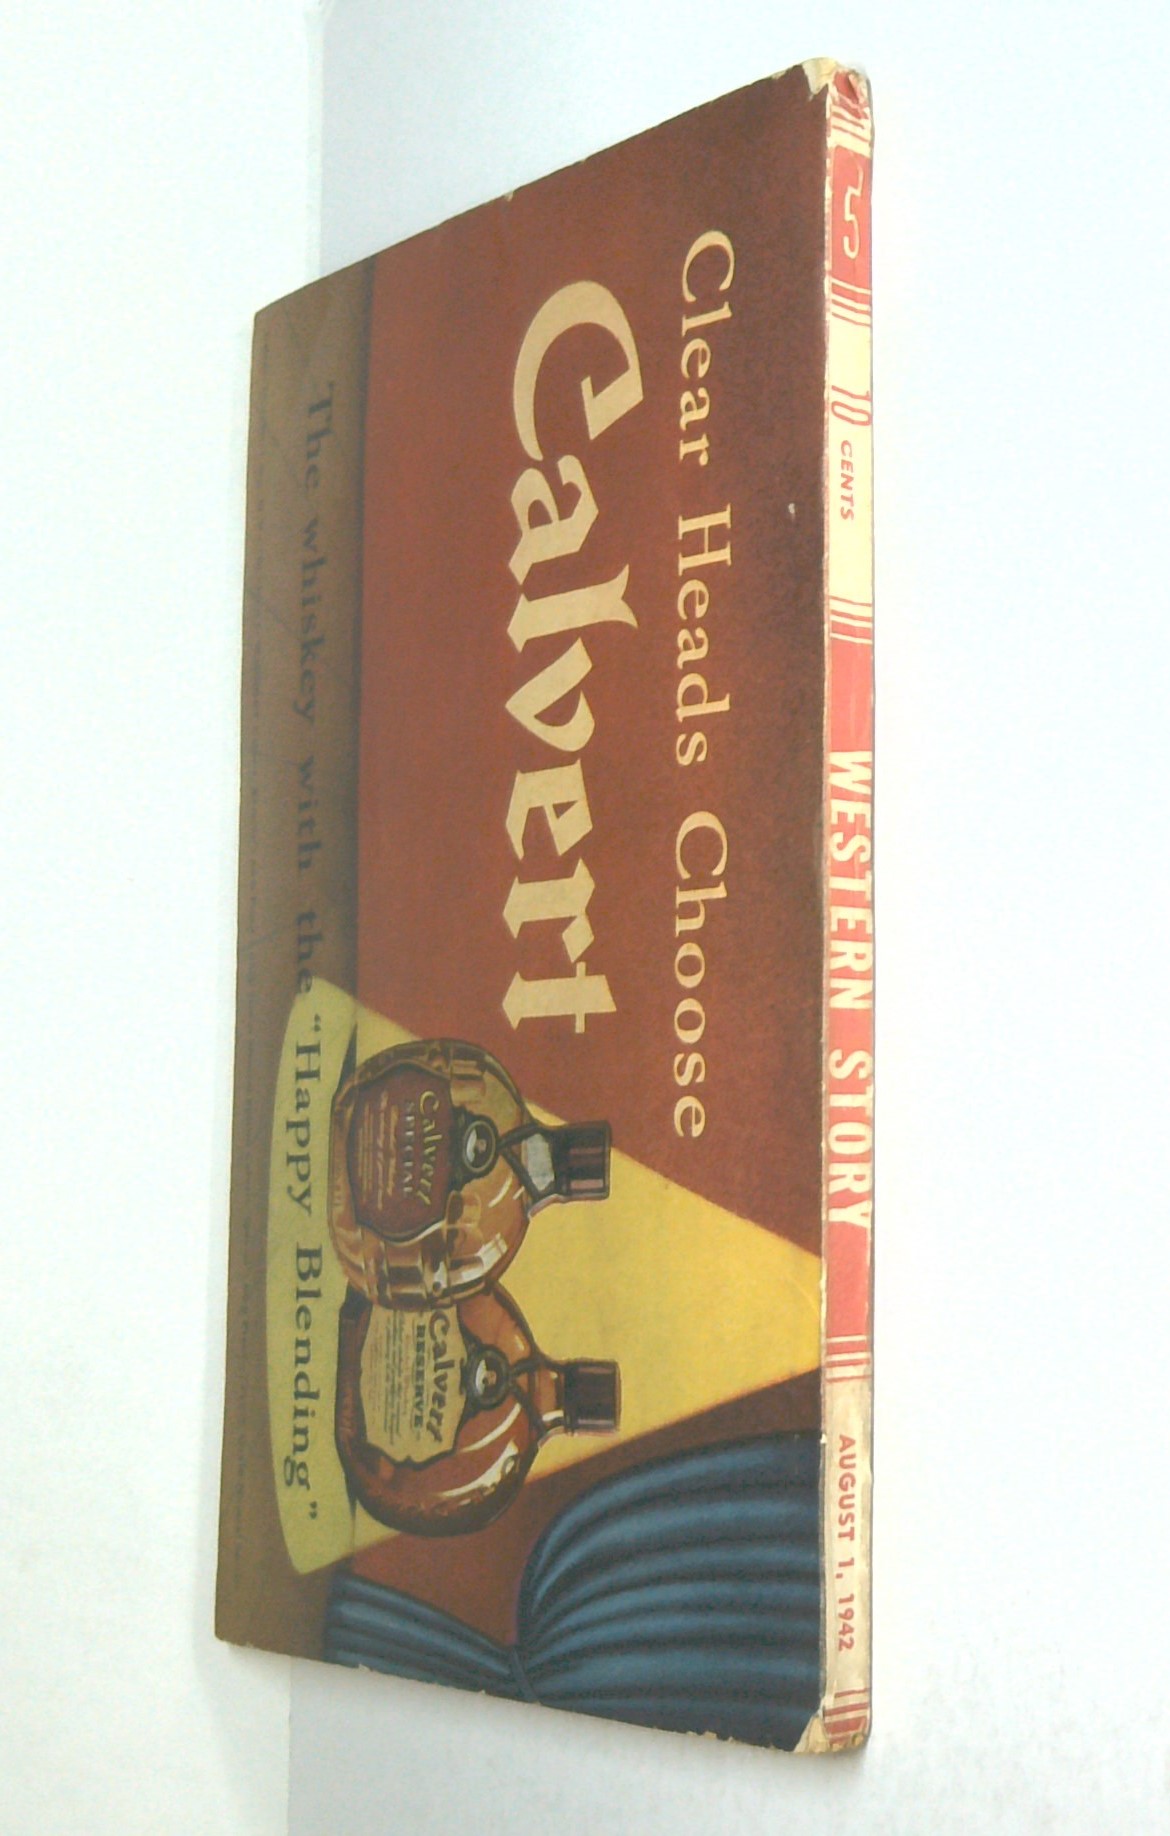 10 CENTS
WESTERN STORY
AUGUST 1, 1942
Clear Heads Choose
Calvert
Calvert
SPECIAL
Calvert
RESERVE
The whiskey with the "Happy Blending"